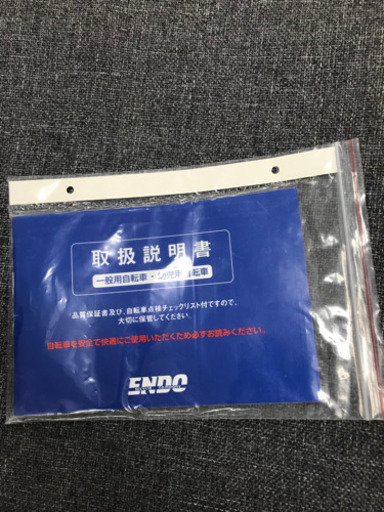 取扱説明書
一般用自転車・幼児用自転車
品質保証書及び、自転車点検チェックリスト付ですので、
大切に保管してください。
自転車を安全で快適にご使用いただくため必ずお読みください。
ENDO